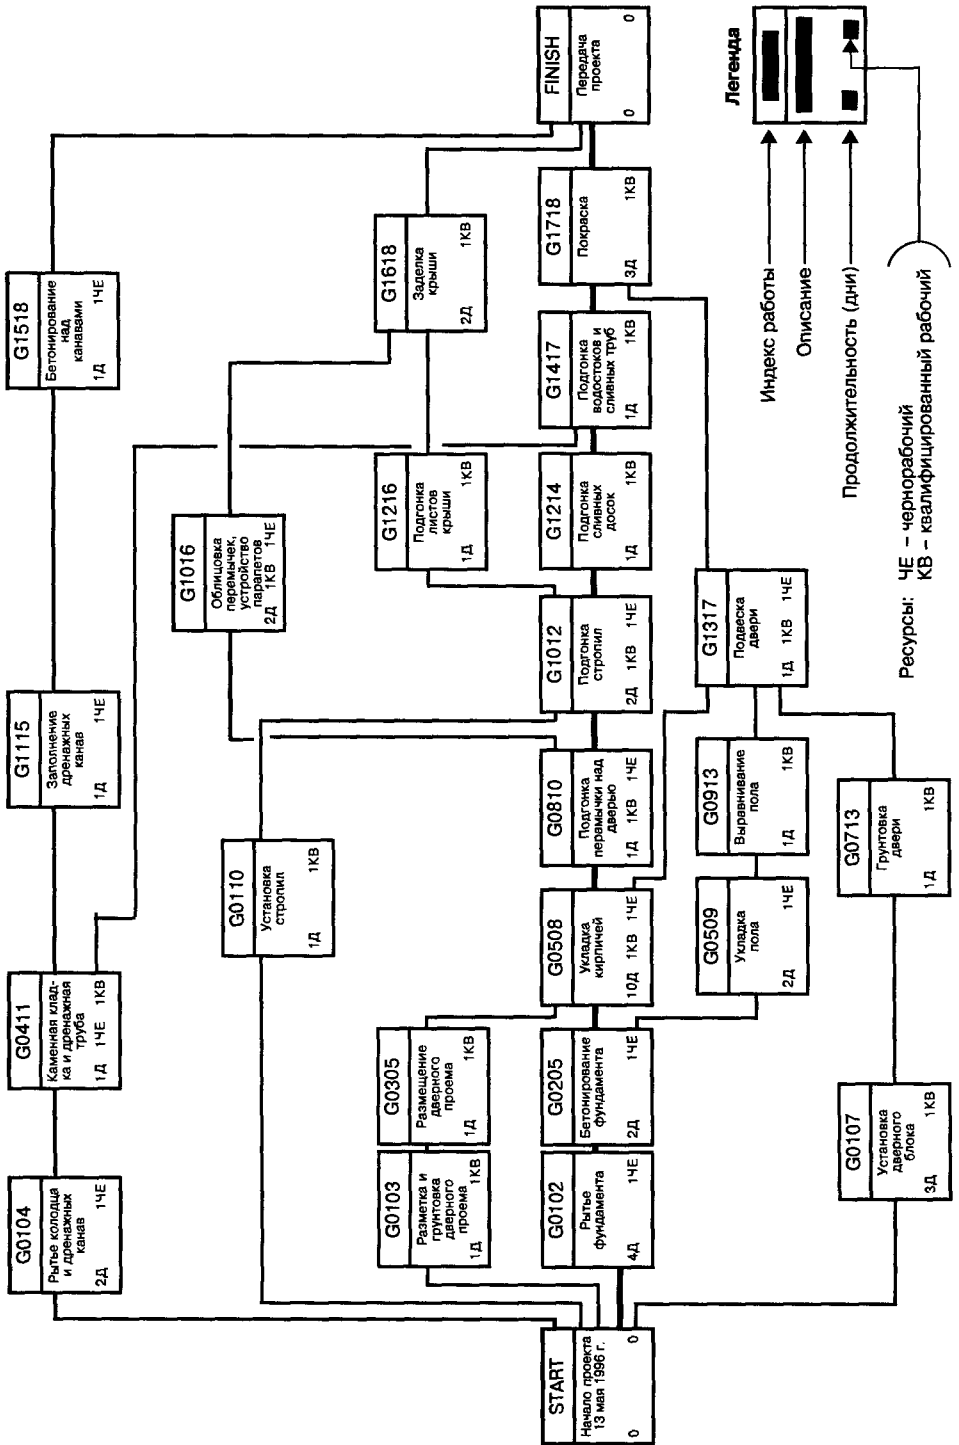 G0104
Рытье колодца
и дренажных
канав
2Д 1ЧЕ
G0411
Каменная клад-
ка и дренажная
труба
1Д 1ЧЕ 1КВ
G1115
Заполнение
дренажных
канав
1Д 1ЧЕ
G1518
Бетонирование
над
канавами
1Д 1ЧЕ
G0110
Установка
стропил
1Д 1КВ
G1016
Облицовка
перемычек,
устройство
парапетов
2Д 1КВ 1ЧЕ
G0103
Разметка и
грунтовка
дверного
проема
1Д 1КВ
G0305
Размещение
дверного
проема
1Д 1КВ
G1216
Подгонка
листов
крыши
1Д 1КВ
G1618
Заделка
крыши
2Д 1КВ
START
Начало проекта
13 мая 1996 г.
0 0
G0102
Рытье
фундамента
4Д 1ЧЕ
G0205
Бетонирование
фундамента
2Д 1ЧЕ
G0508
Укладка
кирпичей
10Д 1КВ 1ЧЕ
G0810
Подгонка
перамычки над
дверью
1Д 1КВ 1ЧЕ
G1012
Подгонка
стропил
2Д 1КВ 1ЧЕ
G1214
Подгонка
сливных
досок
1Д 1КВ
G1417
Подгонка
водостоков и
сливных труб
1Д 1КВ
G1718
Покраска
3Д 1КВ
FINISH
Передача
проекта
0 0
G0509
Укладка
пола
2Д 1ЧЕ
G0913
Выравнивание
пола
1Д 1КВ
G1317
Подвеска
двери
1Д 1КВ 1ЧЕ
G0107
Установка
дверного
блока
3Д 1КВ
G0713
Грунтовка
двери
1Д 1КВ
Легенда
Индекс работы
Описание
Продолжительность (дни)
Ресурсы: ЧЕ – чернорабочий
КВ – квалифицированный рабочий